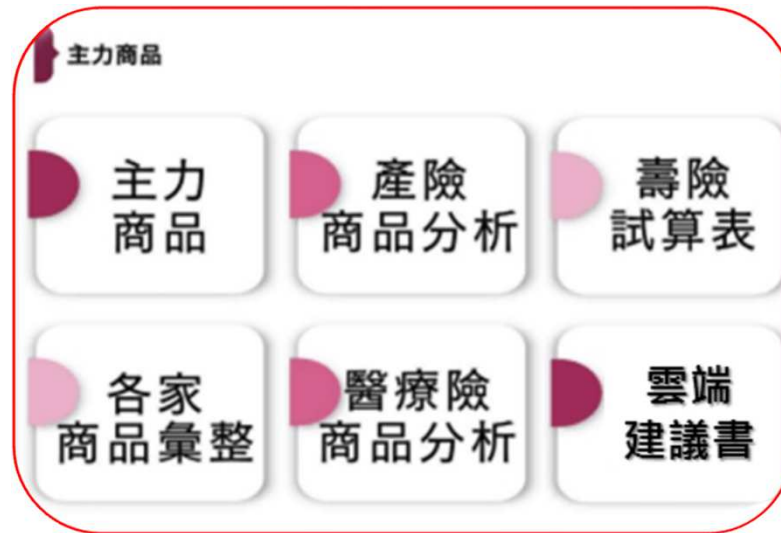 主力商品
主力
商品
產險
商品分析
壽險
試算表
各家
商品彙整
醫療險
商品分析
雲端
建議書